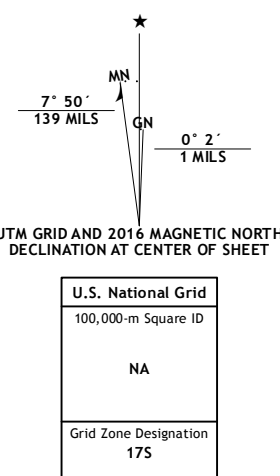 ★
MN
7° 50´
139 MILS
GN
0° 2´
1 MILS
UTM GRID AND 2016 MAGNETIC NORTH
DECLINATION AT CENTER OF SHEET
U.S. National Grid
100,000-m Square ID
NA
Grid Zone Designation
17S